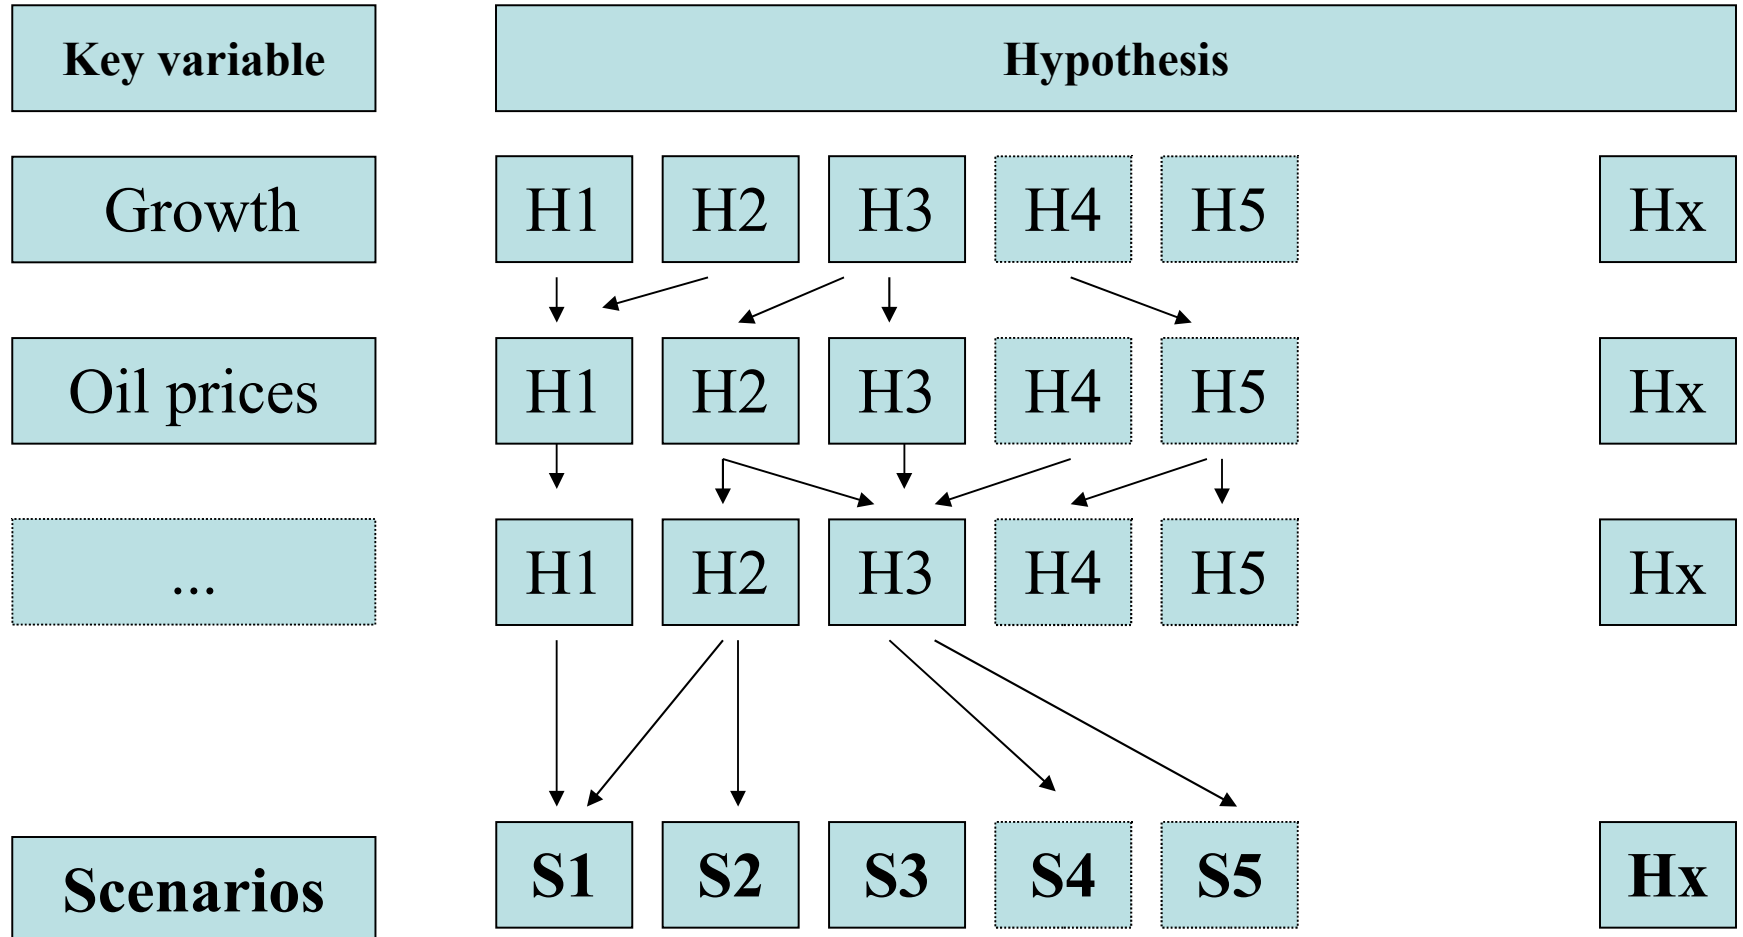 Key variable Hypothesis
Growth H1 H2 H3 H4 H5 Hx
Oil prices H1 H2 H3 H4 H5 Hx
... H1 H2 H3 H4 H5 Hx
Scenarios S1 S2 S3 S4 S5 Hx